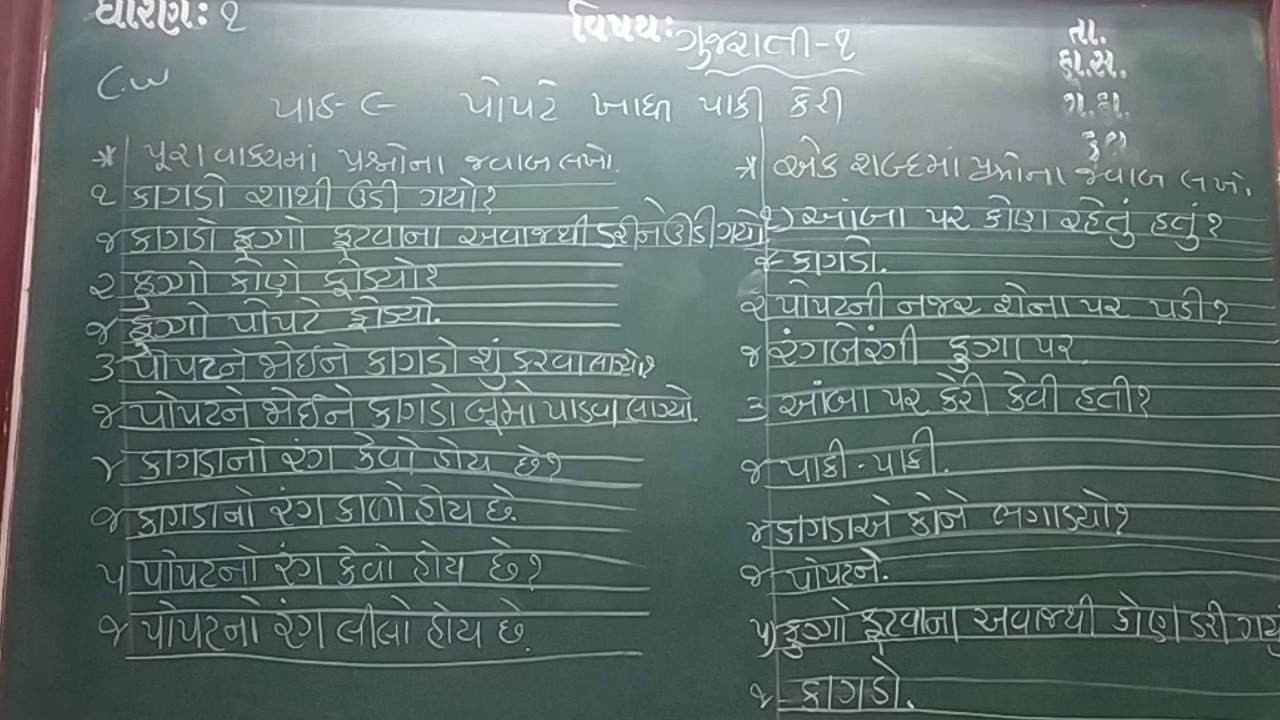 ધોરણ: ૧
વિષય: ગુજરાતી-૧
તા.
હા.સ.
ગે.હા.
કુલ
C.W
પાઠ-૯ પોપટે ખાધી પાકી કેરી
* પૂરા વાક્યમાં પ્રશ્નોના જવાબ લખો.
૧ કાગડો શાથી ઉડી ગયો?
જ કાગડો ફુગ્ગો ફૂટવાના અવાજથી ડરીને ઊડી ગયો
૨ ફુગ્ગો કોણે ફોડ્યો?
જ ફુગ્ગો પોપટે ફોડ્યો.
૩ પોપટને જોઈને કાગડો શું કરવા લાગ્યો?
જ પોપટને જોઈને કાગડો બૂમો પાડવા લાગ્યો.
૪ કાગડાનો રંગ કેવો હોય છે?
જ કાગડાનો રંગ કાળો હોય છે.
૫ પોપટનો રંગ કેવો હોય છે?
જ પોપટનો રંગ લીલો હોય છે.
* એક શબ્દમાં પ્રશ્નોના જવાબ લખો.
૧) આંબા પર કોણ રહેતું હતું?
જ- કાગડો.
૨ પોપટની નજર શેના પર પડી?
જ રંગબેરંગી ફુગ્ગા પર.
૩ આંબા પર કેરી કેવી હતી?
જ પાકી-પાકી.
૪ કાગડાએ કોને ભગાડ્યો?
જ પોપટને.
૫) ફુગ્ગો ફૂટવાના અવાજથી કોણ ડરી ગયુ
જ- કાગડો.